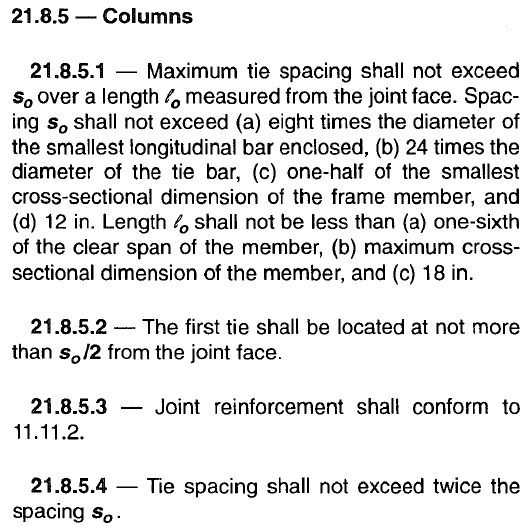 21.8.5 — Columns
21.8.5.1 — Maximum tie spacing shall not exceed
so over a length ℓo measured from the joint face. Spac-
ing so shall not exceed (a) eight times the diameter of
the smallest longitudinal bar enclosed, (b) 24 times the
diameter of the tie bar, (c) one-half of the smallest
cross-sectional dimension of the frame member, and
(d) 12 in. Length ℓo shall not be less than (a) one-sixth
of the clear span of the member, (b) maximum cross-
sectional dimension of the member, and (c) 18 in.
21.8.5.2 — The first tie shall be located at not more
than so/2 from the joint face.
21.8.5.3 — Joint reinforcement shall conform to
11.11.2.
21.8.5.4 — Tie spacing shall not exceed twice the
spacing so.